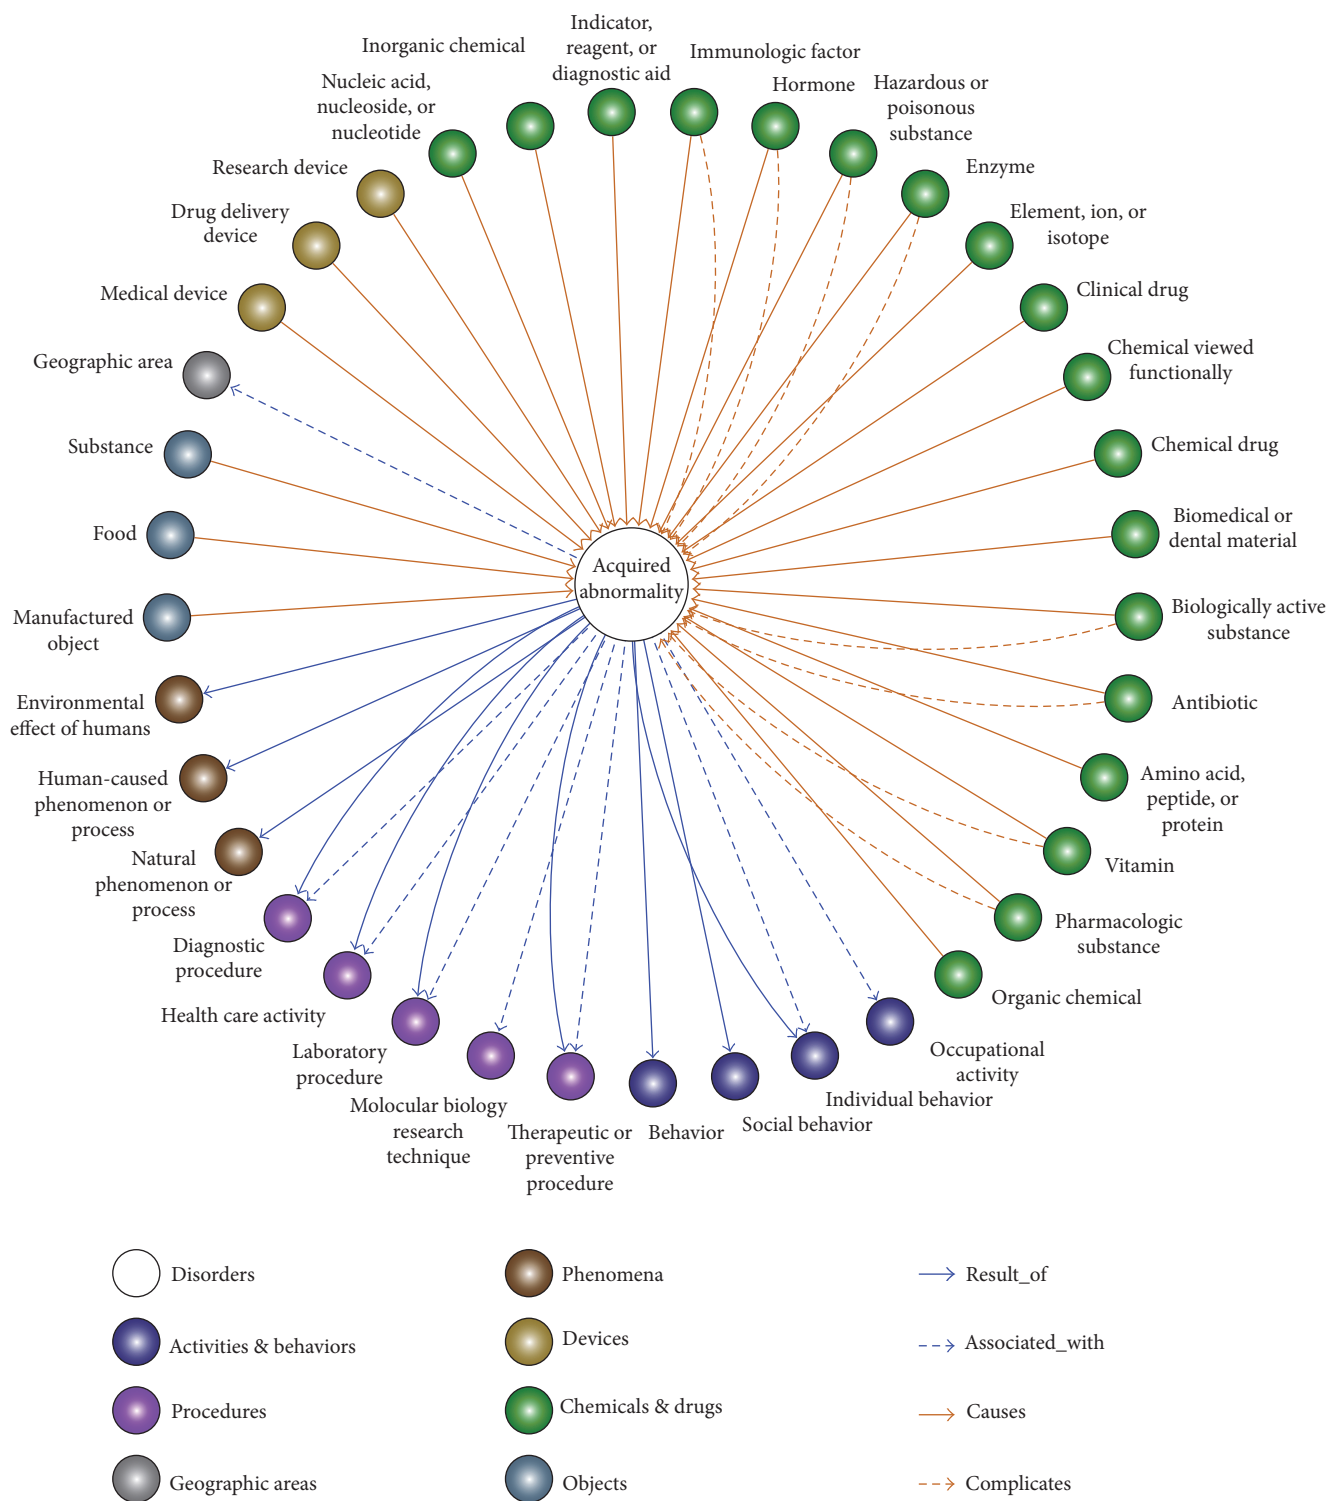 Inorganic chemical
Indicator,
reagent, or
diagnostic aid
Immunologic factor
Hormone
Hazardous or
poisonous
substance
Nucleic acid,
nucleoside, or
nucleotide
Enzyme
Research device
Element, ion, or
isotope
Drug delivery
device
Clinical drug
Medical device
Chemical viewed
functionally
Geographic area
Chemical drug
Substance
Biomedical or
dental material
Food
Acquired
abnormality
Biologically active
substance
Manufactured
object
Antibiotic
Environmental
effect of humans
Amino acid,
peptide, or
protein
Human-caused
phenomenon or
process
Vitamin
Natural
phenomenon or
process
Pharmacologic
substance
Diagnostic
procedure
Organic chemical
Health care activity
Occupational
activity
Laboratory
procedure
Individual behavior
Molocular biology
research
technique
Social behavior
Therapeutic or
preventive
procedure
Behavior
Disorders
Phenomena
Result_of
Activities & behaviors
Devices
Associated_with
Procedures
Chemicals & drugs
Causes
Geographic areas
Objects
Complicates